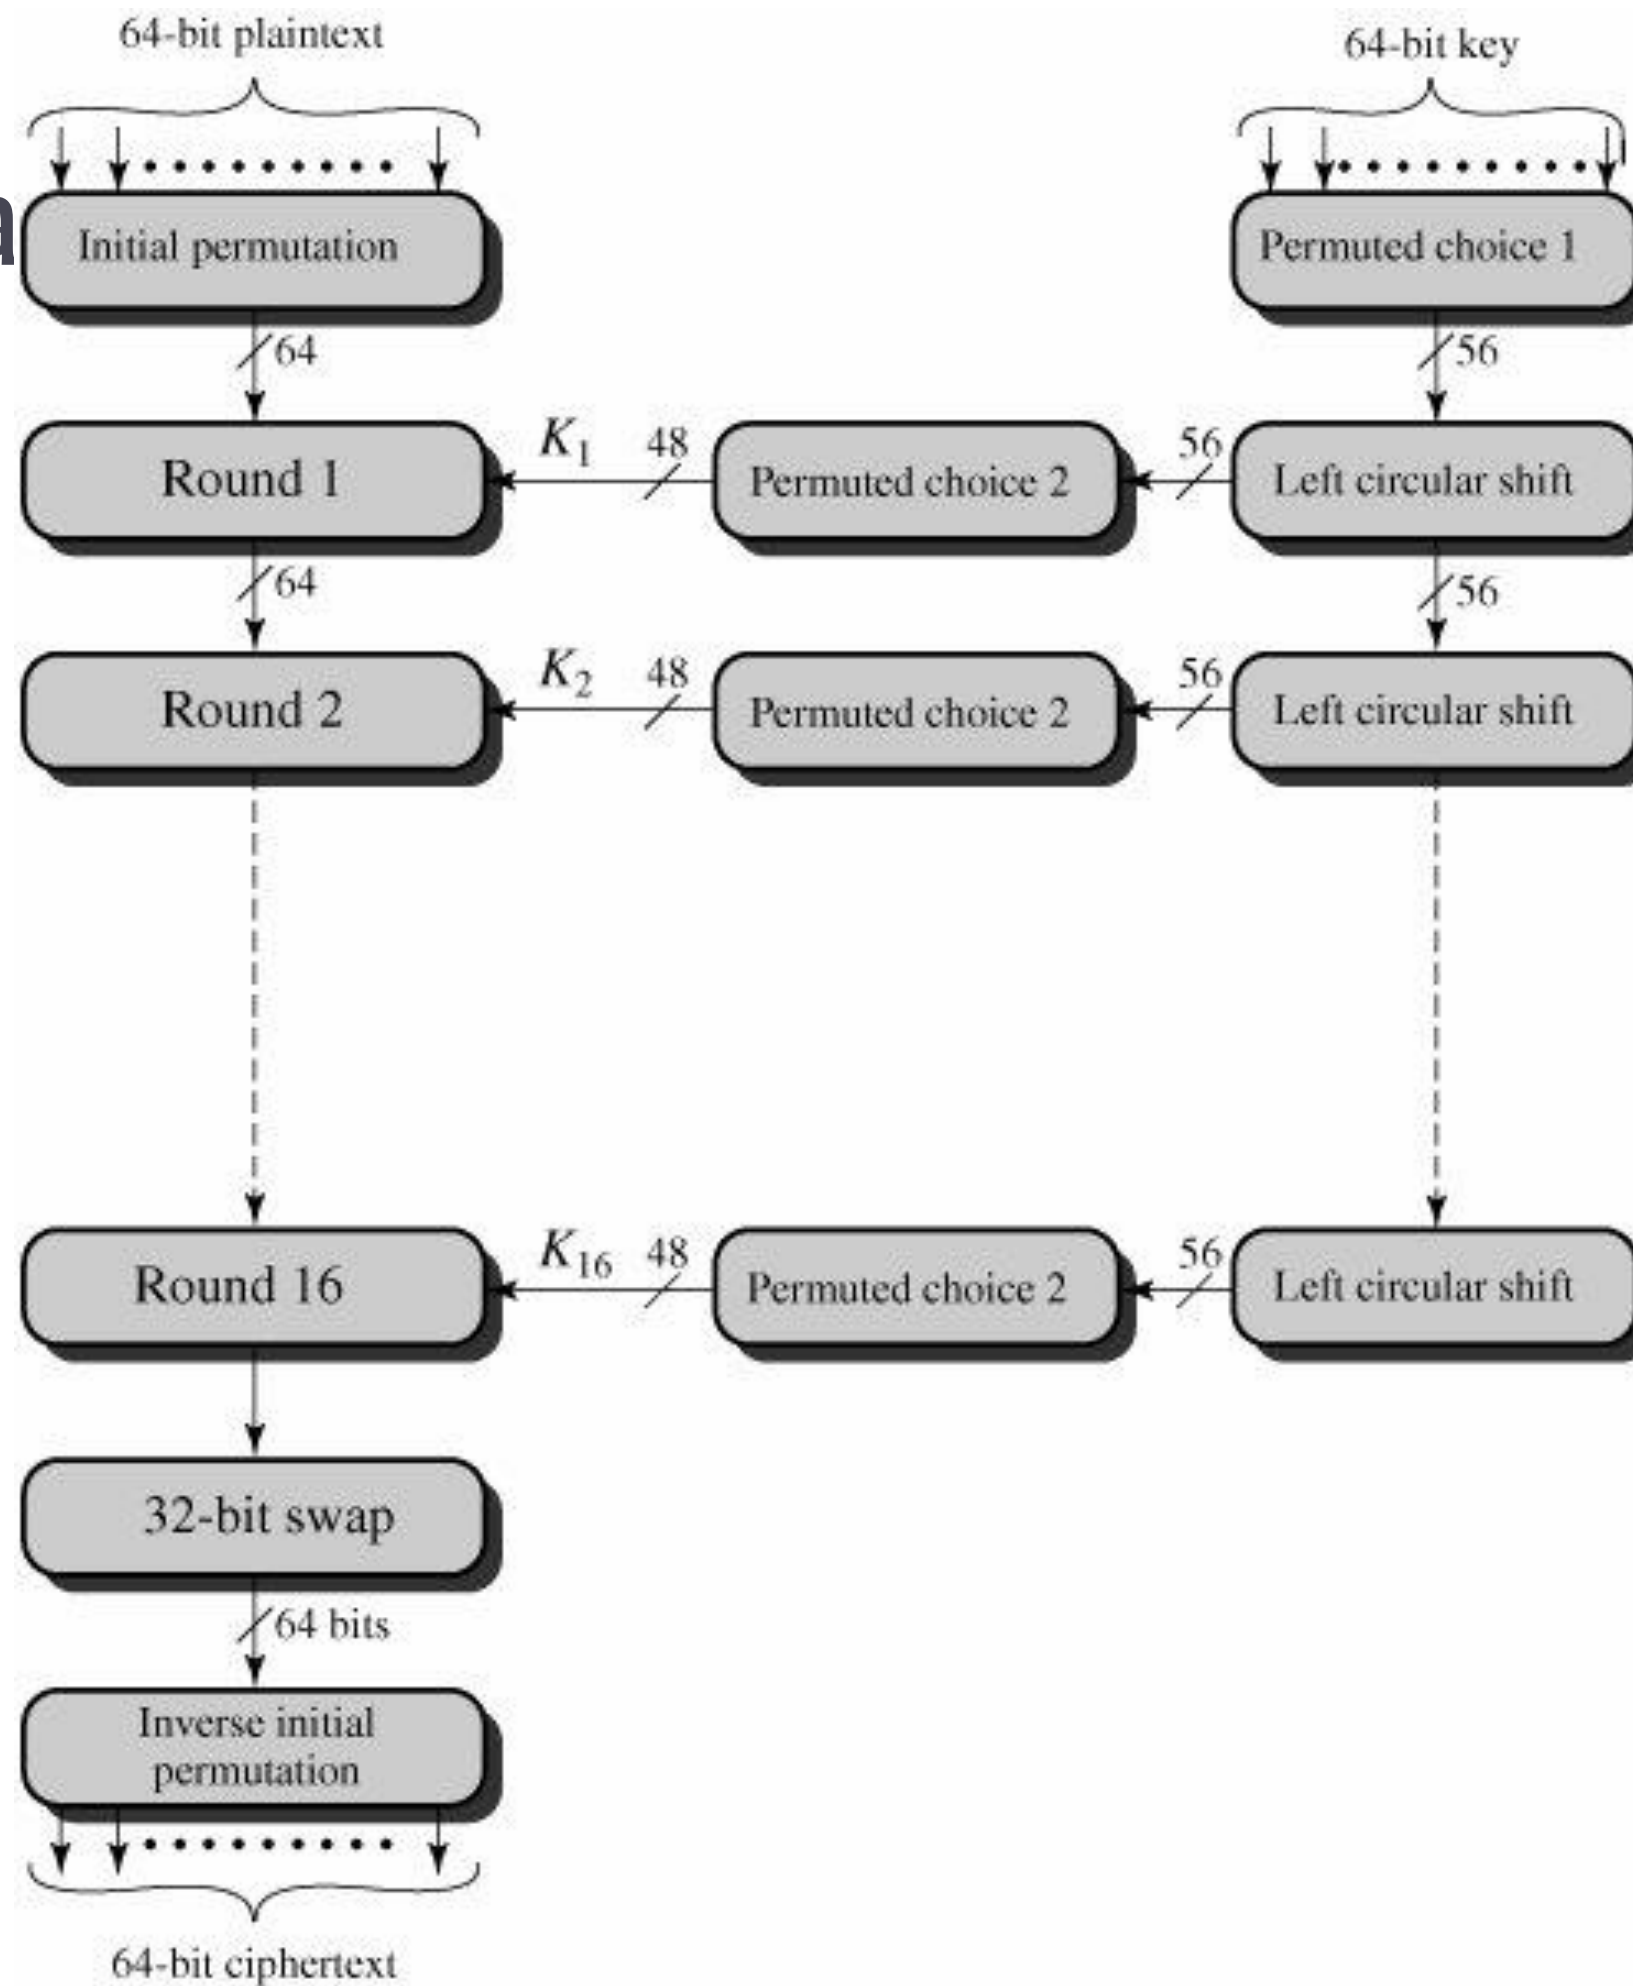 64-bit plaintext
64-bit key
a
Initial permutation
Permuted choice 1
64
56
Round 1
K1
48
Permuted choice 2
56
Left circular shift
64
56
Round 2
K2
48
Permuted choice 2
56
Left circular shift
Round 16
K16
48
Permuted choice 2
56
Left circular shift
32-bit swap
64 bits
Inverse initial
permutation
64-bit ciphertext